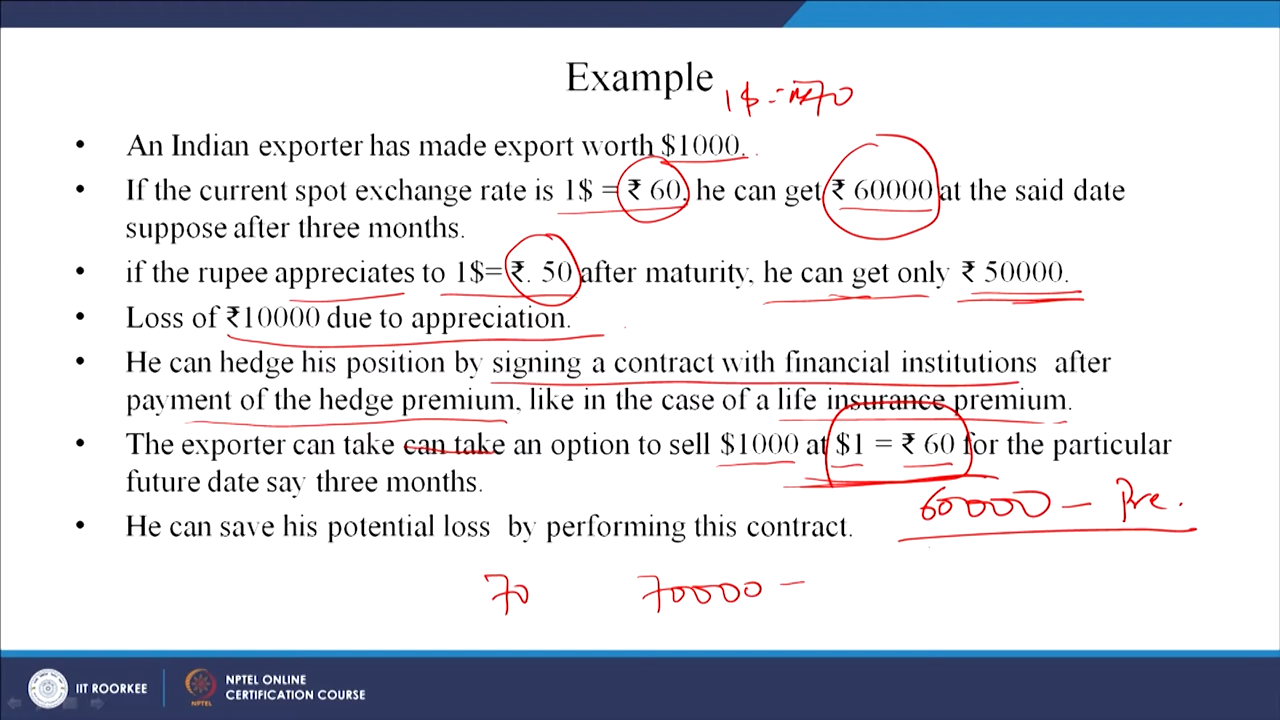 Example
1$ = ₹70
• An Indian exporter has made export worth $1000.
• If the current spot exchange rate is 1$ = ₹ 60, he can get ₹ 60000 at the said date
suppose after three months.
• if the rupee appreciates to 1$= ₹. 50 after maturity, he can get only ₹ 50000.
• Loss of ₹10000 due to appreciation.
• He can hedge his position by signing a contract with financial institutions after
payment of the hedge premium, like in the case of a life insurance premium.
• The exporter can take can take an option to sell $1000 at $1 = ₹ 60 for the particular
future date say three months.
60000 – Pre.
• He can save his potential loss by performing this contract.
70 70000 –
IIT ROORKEE
NPTEL ONLINE
CERTIFICATION COURSE